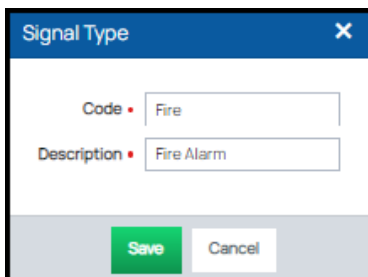 Signal Type
Code • Fire
Description • Fire Alarm
Save Cancel